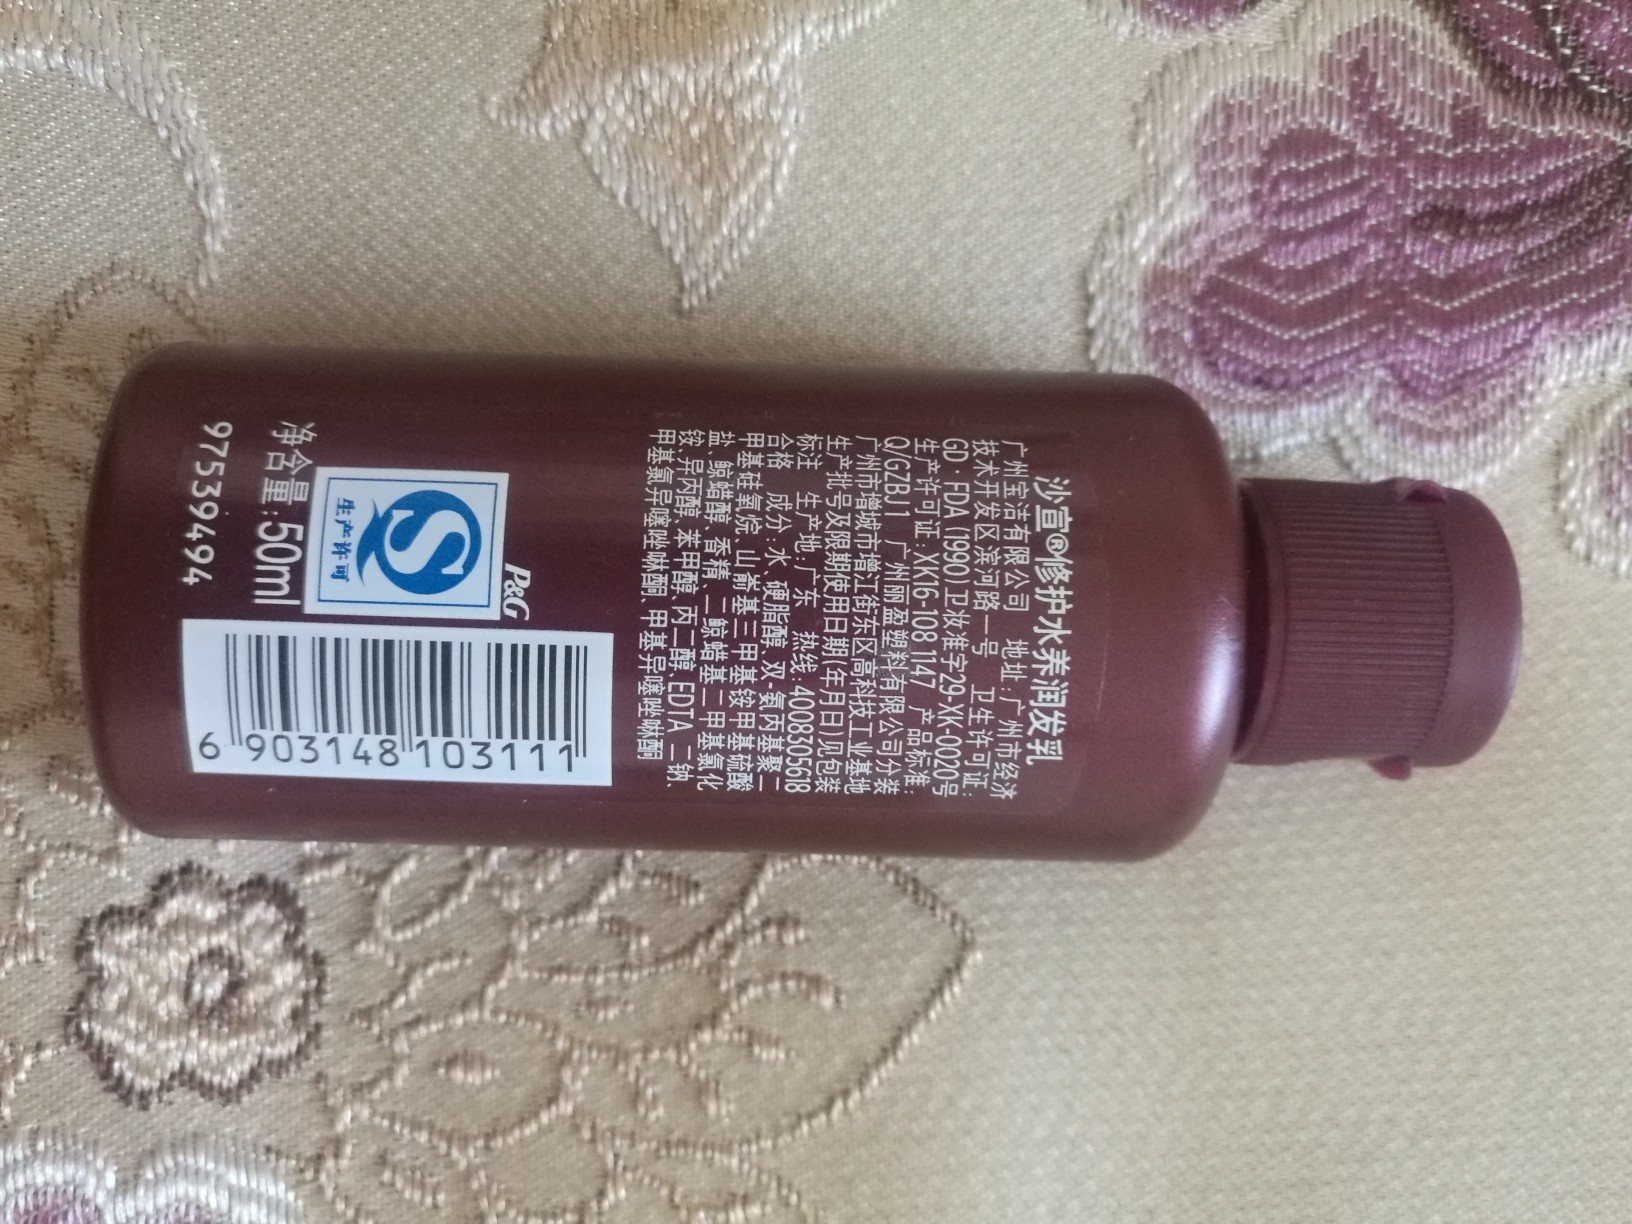 沙宣®修护水养润发乳
广州宝洁有限公司 地址:广州市经济
技术开发区滨河路一号 卫生许可证:
GD·FDA (1990)卫妆准字29-XK-0020号
生产许可证:XK16-108 1147 产品标准:
Q/GZBJ1 广州丽盈塑料有限公司分装
广州市增城市增江街东区高科技工业基地
生产批号及限期使用日期(年月日)见包装
标注 生产地:广东 热线:4008305618
合格 成分:水、硬脂醇、双氨丙基聚二
甲基硅氧烷、山嵛基三甲基铵甲基硫酸
盐、鲸蜡醇、香精、二鲸蜡基二甲基氯化
铵、异丙醇、苯甲醇、丙二醇、EDTA 二钠、
甲基氯异噻唑啉酮、甲基异噻唑啉酮
P&G
生产许可
6 903148 103111
净含量:50ml
97539494